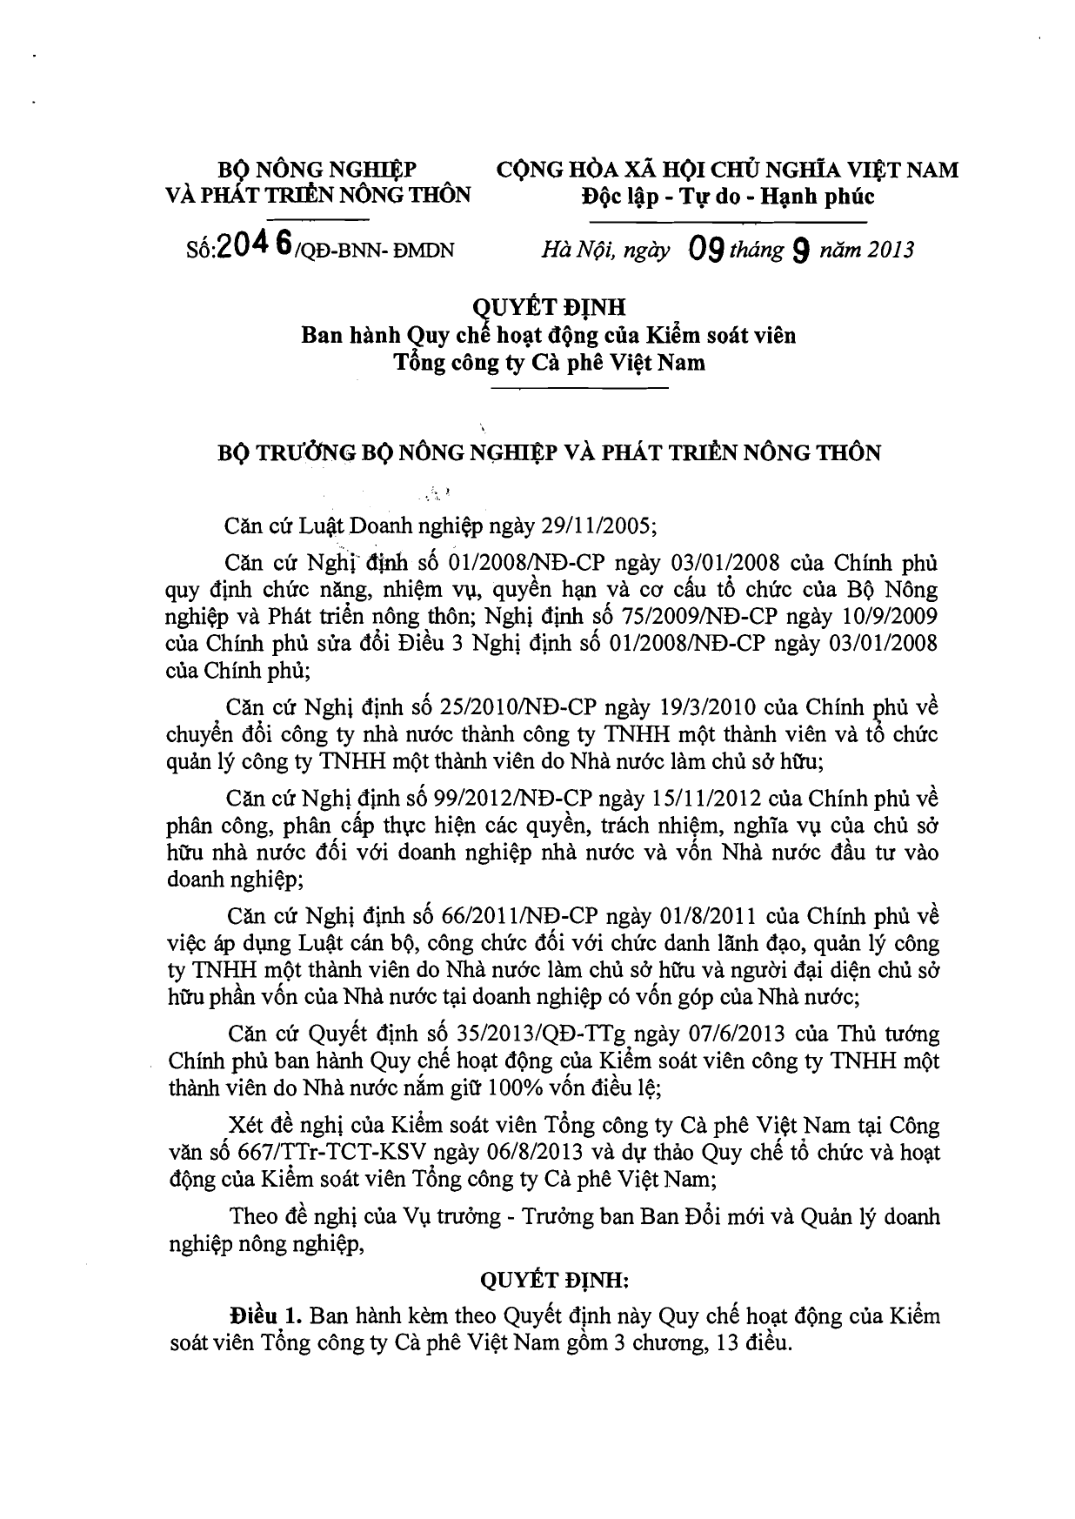 BỘ NÔNG NGHIỆP
VÀ PHÁT TRIỂN NÔNG THÔN
CỘNG HÒA XÃ HỘI CHỦ NGHĨA VIỆT NAM
Độc lập - Tự do - Hạnh phúc
Số:2046/QĐ-BNN- ĐMDN
Hà Nội, ngày 09 tháng 9 năm 2013
QUYẾT ĐỊNH
Ban hành Quy chế hoạt động của Kiểm soát viên
Tổng công ty Cà phê Việt Nam
BỘ TRƯỞNG BỘ NÔNG NGHIỆP VÀ PHÁT TRIỂN NÔNG THÔN
Căn cứ Luật Doanh nghiệp ngày 29/11/2005;
Căn cứ Nghị định số 01/2008/NĐ-CP ngày 03/01/2008 của Chính phủ
quy định chức năng, nhiệm vụ, quyền hạn và cơ cấu tổ chức của Bộ Nông
nghiệp và Phát triển nông thôn; Nghị định số 75/2009/NĐ-CP ngày 10/9/2009
của Chính phủ sửa đổi Điều 3 Nghị định số 01/2008/NĐ-CP ngày 03/01/2008
của Chính phủ;
Căn cứ Nghị định số 25/2010/NĐ-CP ngày 19/3/2010 của Chính phủ về
chuyển đổi công ty nhà nước thành công ty TNHH một thành viên và tổ chức
quản lý công ty TNHH một thành viên do Nhà nước làm chủ sở hữu;
Căn cứ Nghị định số 99/2012/NĐ-CP ngày 15/11/2012 của Chính phủ về
phân công, phân cấp thực hiện các quyền, trách nhiệm, nghĩa vụ của chủ sở
hữu nhà nước đối với doanh nghiệp nhà nước và vốn Nhà nước đầu tư vào
doanh nghiệp;
Căn cứ Nghị định số 66/2011/NĐ-CP ngày 01/8/2011 của Chính phủ về
việc áp dụng Luật cán bộ, công chức đối với chức danh lãnh đạo, quản lý công
ty TNHH một thành viên do Nhà nước làm chủ sở hữu và người đại diện chủ sở
hữu phần vốn của Nhà nước tại doanh nghiệp có vốn góp của Nhà nước;
Căn cứ Quyết định số 35/2013/QĐ-TTg ngày 07/6/2013 của Thủ tướng
Chính phủ ban hành Quy chế hoạt động của Kiểm soát viên công ty TNHH một
thành viên do Nhà nước nắm giữ 100% vốn điều lệ;
Xét đề nghị của Kiểm soát viên Tổng công ty Cà phê Việt Nam tại Công
văn số 667/TTr-TCT-KSV ngày 06/8/2013 và dự thảo Quy chế tổ chức và hoạt
động của Kiểm soát viên Tổng công ty Cà phê Việt Nam;
Theo đề nghị của Vụ trưởng - Trưởng ban Ban Đổi mới và Quản lý doanh
nghiệp nông nghiệp,
QUYẾT ĐỊNH:
Điều 1. Ban hành kèm theo Quyết định này Quy chế hoạt động của Kiểm
soát viên Tổng công ty Cà phê Việt Nam gồm 3 chương, 13 điều.